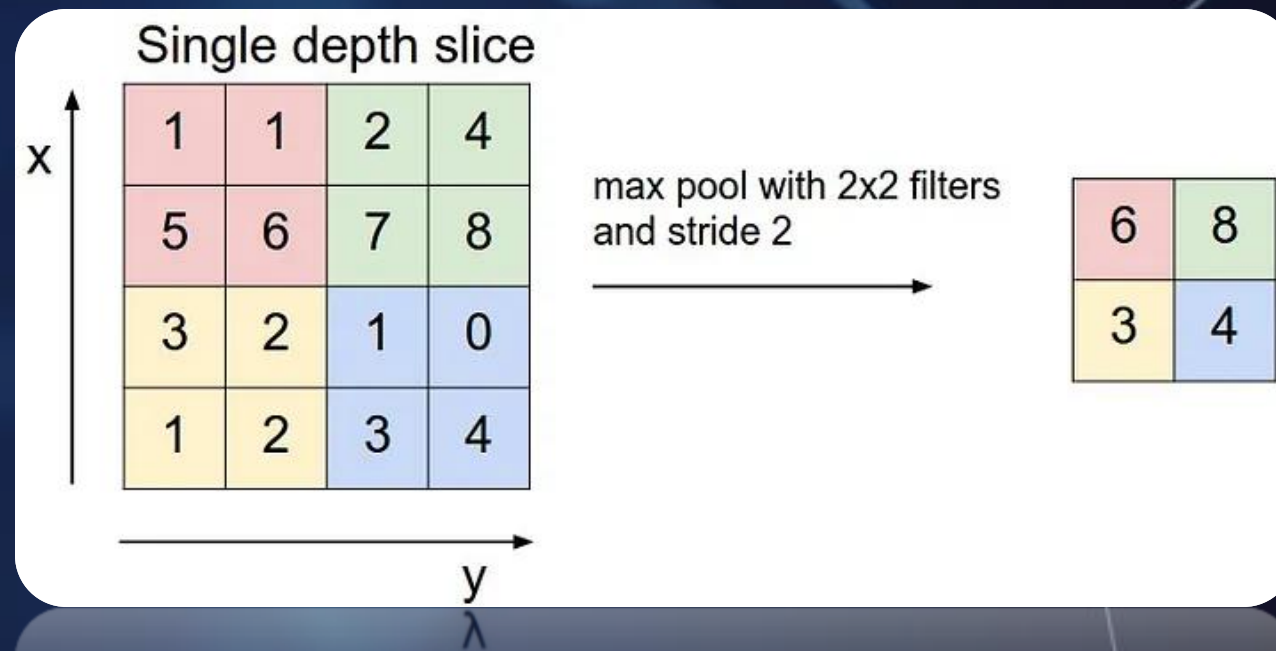 Single depth slice
x
1 1 2 4
5 6 7 8
3 2 1 0
1 2 3 4
y
max pool with 2x2 filters
and stride 2
6 8
3 4